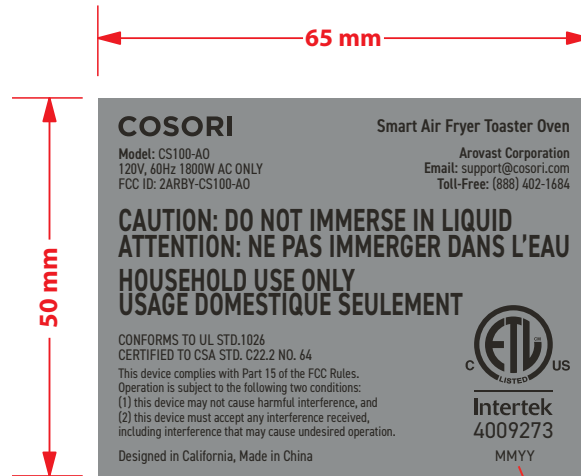 65 mm
50 mm
COSORI
Smart Air Fryer Toaster Oven
Model: CS100-AO
120V, 60Hz 1800W AC ONLY
FCC ID: 2ARBY-CS100-AO
Arovast Corporation
Email: support@cosori.com
Toll-Free: (888) 402-1684
CAUTION: DO NOT IMMERSE IN LIQUID
ATTENTION: NE PAS IMMERGER DANS L'EAU
HOUSEHOLD USE ONLY
USAGE DOMESTIQUE SEULEMENT
CONFORMS TO UL STD.1026
CERTIFIED TO CSA STD. C22.2 NO. 64
This device complies with Part 15 of the FCC Rules.
Operation is subject to the following two conditions:
(1) this device may not cause harmful interference, and
(2) this device must accept any interference received,
including interference that may cause undesired operation.
Designed in California, Made in China
ETL
CM
C
US
LISTED
Intertek
4009273
MMYY